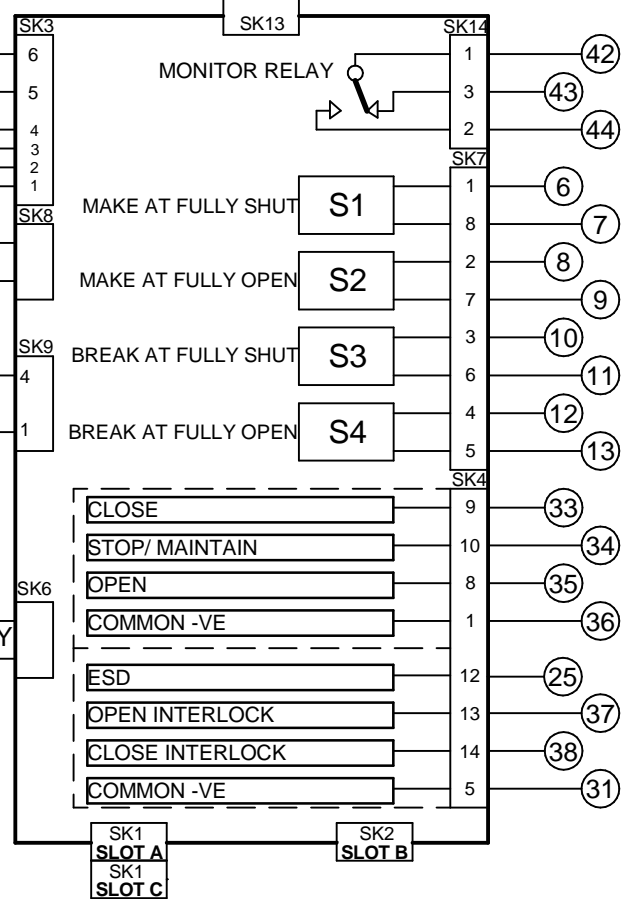 SK3
SK13
SK14
6
MONITOR RELAY
1
42
5
3
43
4
2
44
3
2
1
SK7
MAKE AT FULLY SHUT
S1
1
6
8
7
SK8
MAKE AT FULLY OPEN
S2
2
8
7
9
SK9
BREAK AT FULLY SHUT
S3
3
10
4
6
11
BREAK AT FULLY OPEN
S4
4
12
1
5
13
SK4
CLOSE
9
33
STOP/ MAINTAIN
10
34
SK6
OPEN
8
35
COMMON -VE
1
36
Y
ESD
12
25
OPEN INTERLOCK
13
37
CLOSE INTERLOCK
14
38
COMMON -VE
5
31
SK1
SLOT A
SK2
SLOT B
SK1
SLOT C